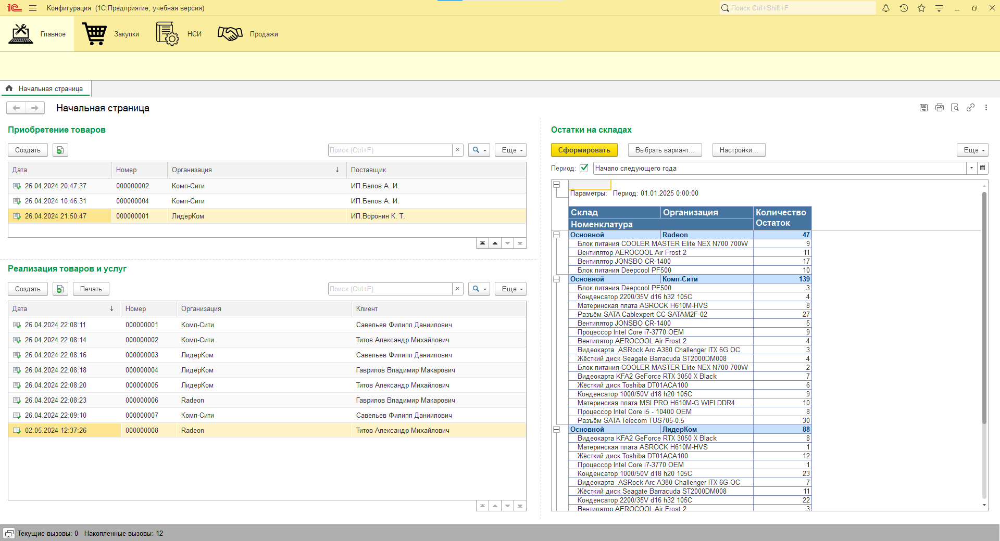 1С Конфигурация (1С:Предприятие, учебная версия) Поиск Ctrl+Shift+F
Главное Закупки НСИ Продажи
Начальная страница
Начальная страница
Приобретение товаров
Создать Поиск (Ctrl+F) × Еще
Дата Номер Организация ↓ Поставщик
26.04.2024 20:47:37 000000002 Комп-Сити ИП.Белов А. И.
26.04.2024 10:46:31 000000004 Комп-Сити ИП.Белов А. И.
26.04.2024 21:50:47 000000001 ЛидерКом ИП.Воронин К. Т.
Реализация товаров и услуг
Создать Печать Поиск (Ctrl+F) × Еще
Дата ↓ Номер Организация Клиент
26.04.2024 22:08:11 000000001 Комп-Сити Савельев Филипп Даниилович
26.04.2024 22:08:14 000000002 Комп-Сити Титов Александр Михайлович
26.04.2024 22:08:16 000000003 ЛидерКом Савельев Филипп Даниилович
26.04.2024 22:08:18 000000004 ЛидерКом Гаврилов Владимир Макарович
26.04.2024 22:08:20 000000005 ЛидерКом Титов Александр Михайлович
26.04.2024 22:08:23 000000006 Radeon Гаврилов Владимир Макарович
26.04.2024 22:09:10 000000007 Комп-Сити Савельев Филипп Даниилович
02.05.2024 12:37:26 000000008 Radeon Титов Александр Михайлович
Остатки на складах
Сформировать Выбрать вариант... Настройки... Еще
Период: Начало следующего года
Параметры: Период: 01.01.2025 0:00:00
Склад Организация Количество
Номенклатура Остаток
Основной Radeon 47
Блок питания COOLER MASTER Elite NEX N700 700W 9
Вентилятор AEROCOOL Air Frost 2 11
Вентилятор JONSBO CR-1400 17
Блок питания Deepcool PF500 10
Основной Комп-Сити 139
Блок питания Deepcool PF500 3
Конденсатор 2200/35V d16 h32 105C 4
Материнская плата ASROCK H610M-HVS 8
Разъём SATA Cablexpert CC-SATAM2F-02 27
Вентилятор JONSBO CR-1400 5
Процессор Intel Core i7-3770 OEM 9
Вентилятор AEROCOOL Air Frost 2 4
Видеокарта  ASRock Arc A380 Challenger ITX 6G OC 3
Жёсткий диск Seagate Barracuda ST2000DM008 4
Блок питания COOLER MASTER Elite NEX N700 700W 2
Видеокарта KFA2 GeForce RTX 3050 X Black 7
Жёсткий диск Toshiba DT01ACA100 6
Конденсатор 1000/50V d18 h20 105C 9
Материнская плата MSI PRO H610M-G WIFI DDR4 10
Процессор Intel Core i5 - 10400 OEM 8
Разъём SATA Telecom TUS705-0.5 30
Основной ЛидерКом 88
Видеокарта KFA2 GeForce RTX 3050 X Black 8
Материнская плата ASROCK H610M-HVS 1
Жёсткий диск Toshiba DT01ACA100 12
Процессор Intel Core i7-3770 OEM 1
Конденсатор 1000/50V d18 h20 105C 23
Видеокарта  ASRock Arc A380 Challenger ITX 6G OC 7
Жёсткий диск Seagate Barracuda ST2000DM008 11
Конденсатор 2200/35V d16 h32 105C 22
Вентилятор AEROCOOL Air Frost 2 3
Текущие вызовы: 0 Накопленные вызовы: 12